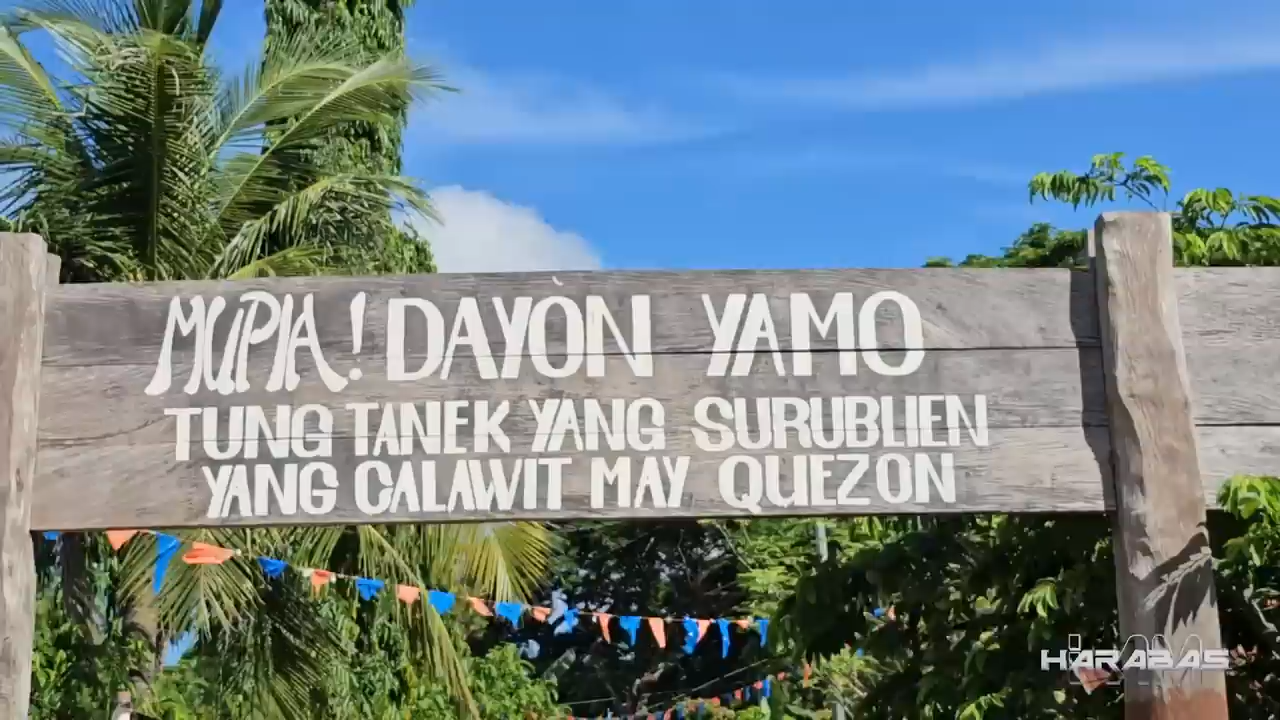 MUPIA! DAYÒN YAMO
TUNG TANEK YANG SURUBLIEN
YANG CALAWIT MAY QUEZON
HARABAS